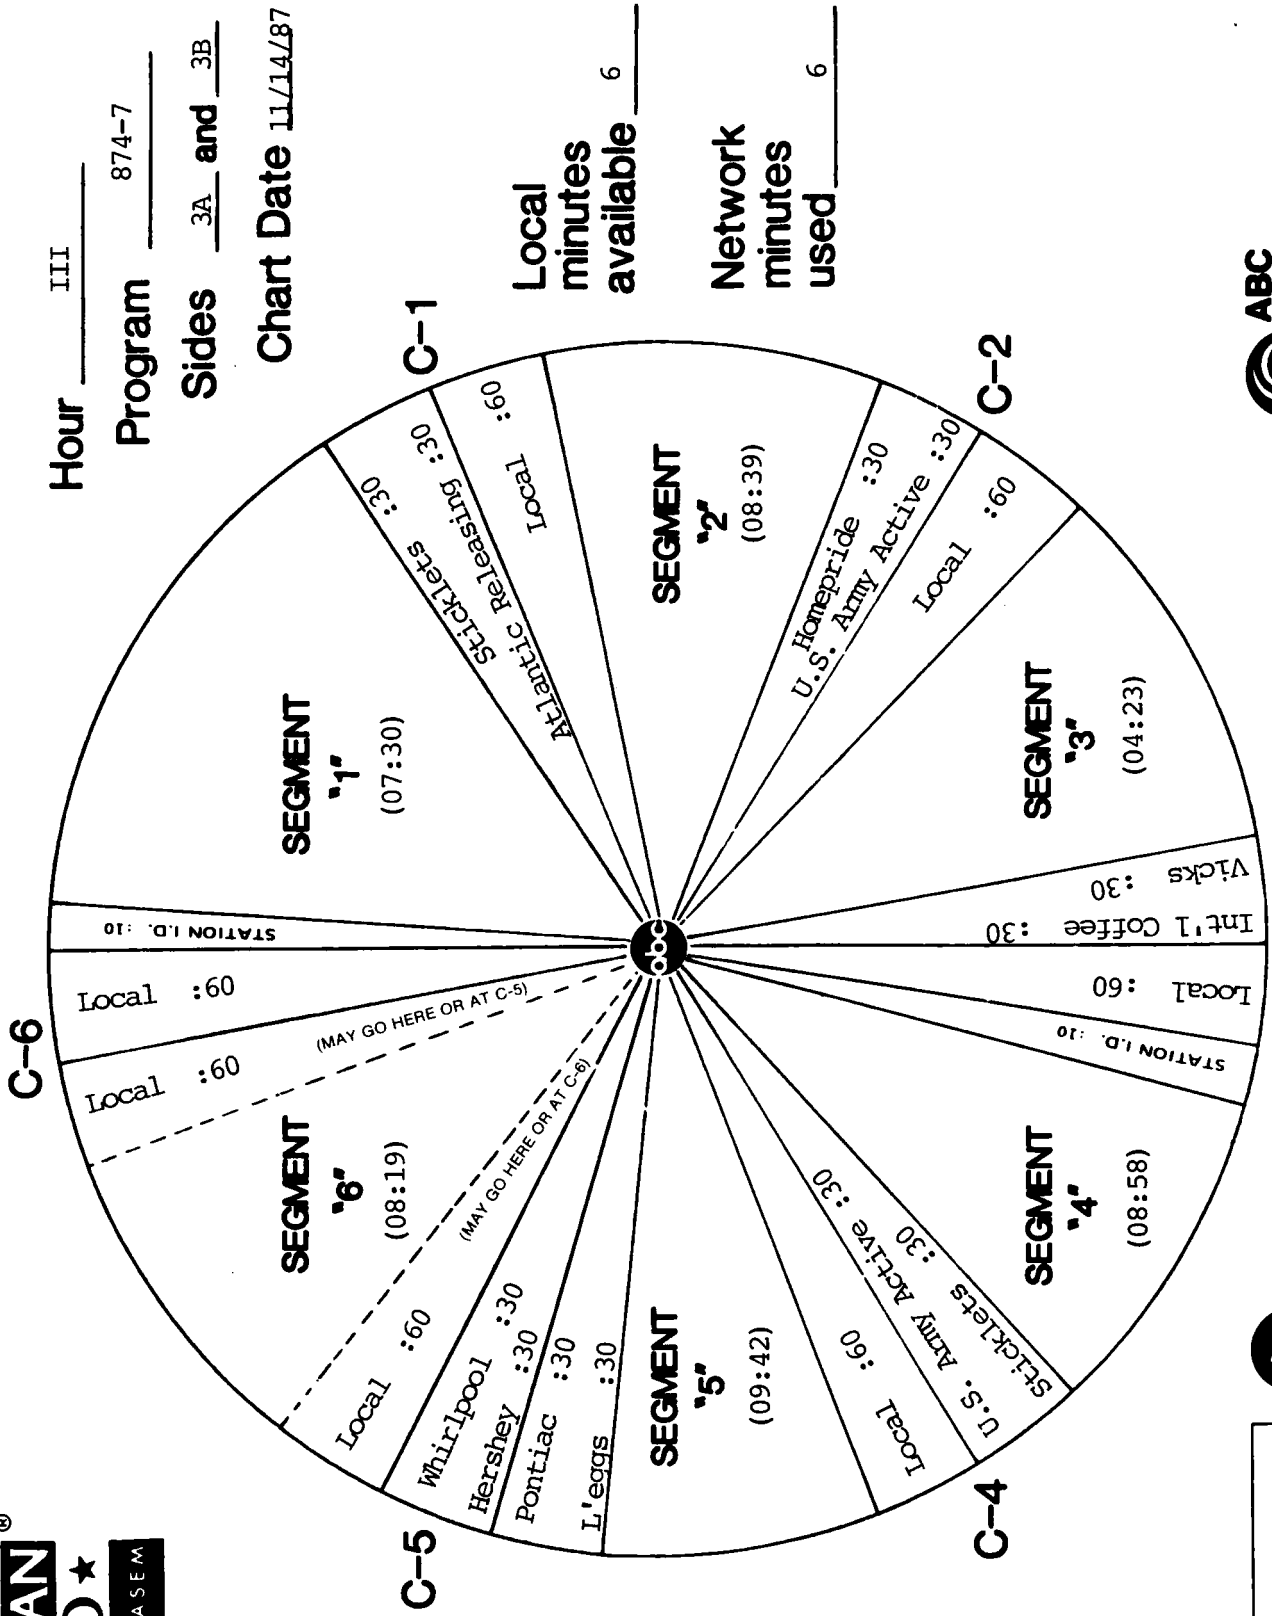 Hour III
Program 874-7
Sides 3A and 3B
Chart Date 11/14/87
Local
minutes
available 6
Network
minutes
used 6
C-6
STATION I.D. :10
SEGMENT
"1"
(07:30)
Sticklets :30
Atlantic Releasing :30
C-1
Local :60
SEGMENT
"2"
(08:39)
Homepride :30
U.S. Army Active :30
C-2
Local :60
SEGMENT
"3"
(04:23)
Vicks :30
Int'l Coffee :30
Local :60
STATION I.D. :10
SEGMENT
"4"
(08:58)
Sticklets :30
U.S. Army Active :30
C-4
Local :60
SEGMENT
"5"
(09:42)
L'eggs :30
Pontiac :30
C-5
Hershey :30
Whirlpool :30
Local :60
(MAY GO HERE OR AT C-6)
SEGMENT
"6"
(08:19)
Local :60
(MAY GO HERE OR AT C-5)
Local :60
abc
ABC